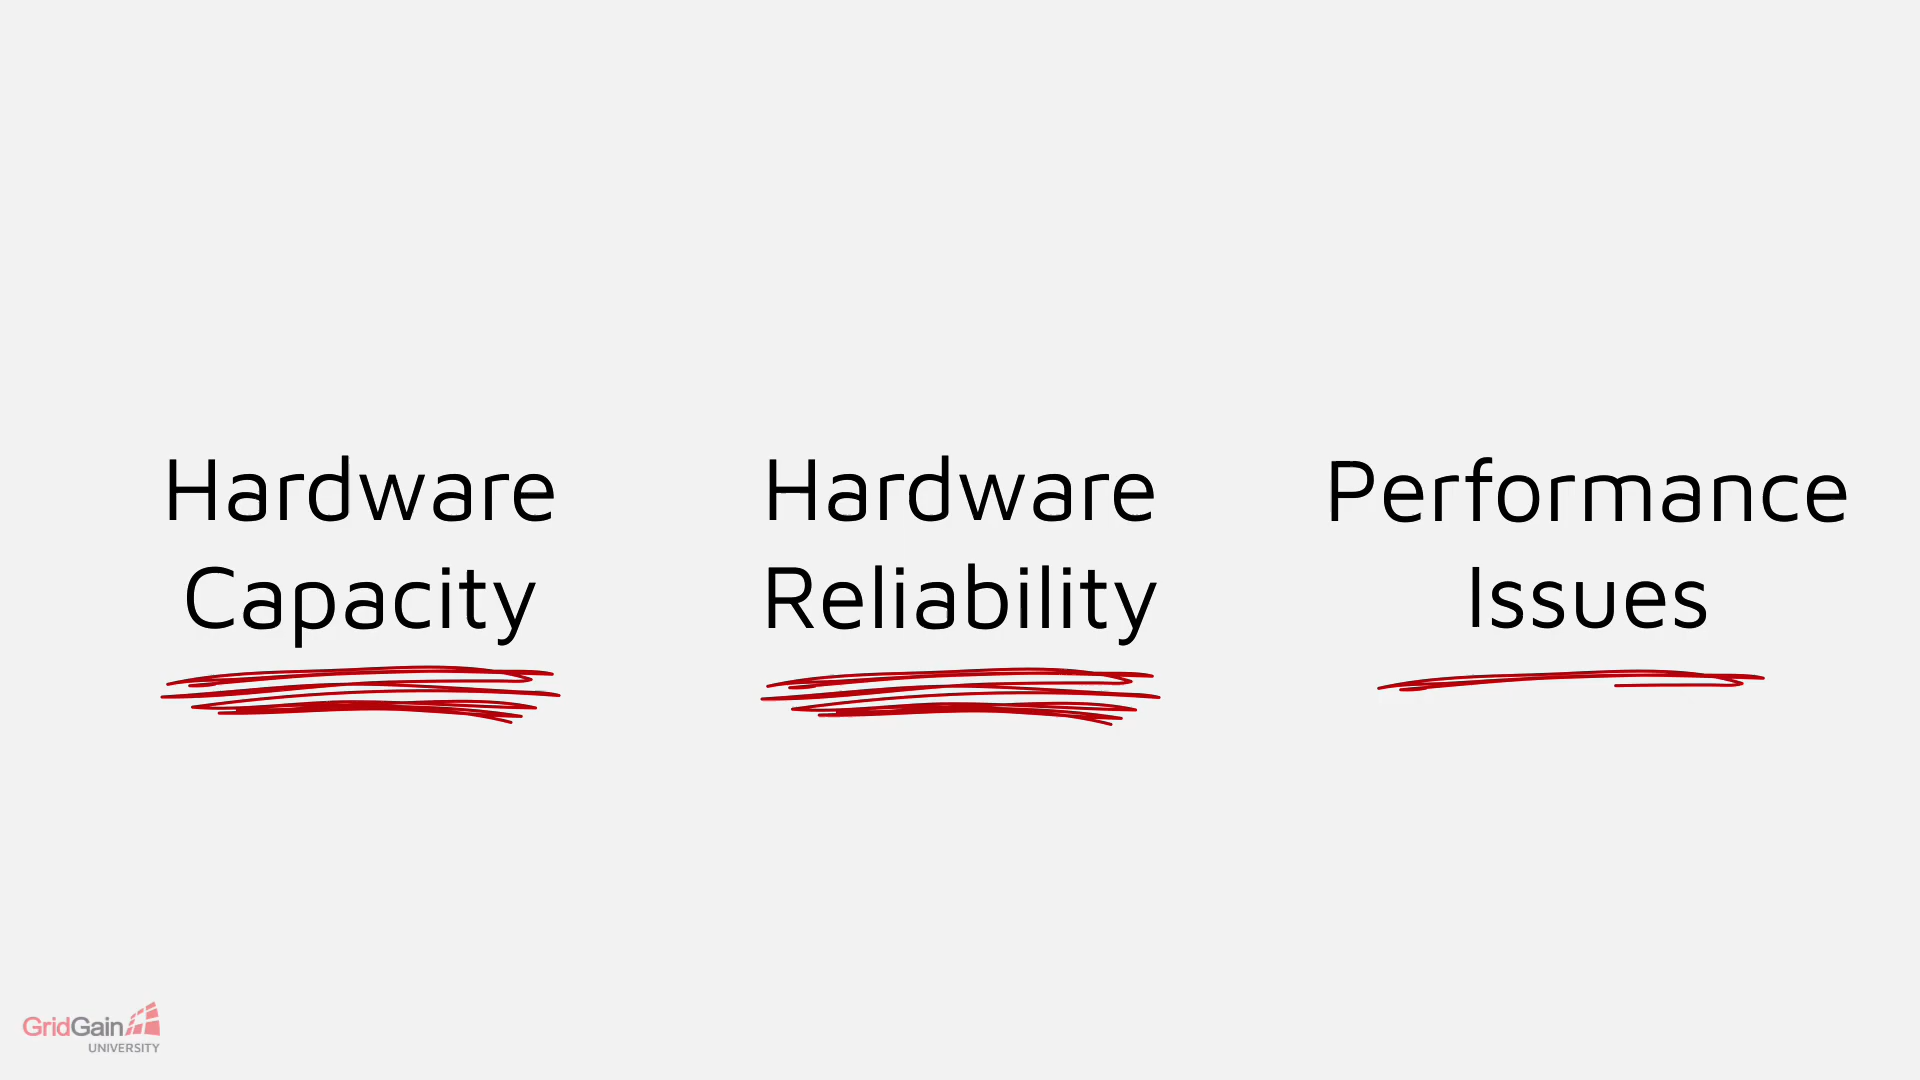 Hardware
Capacity
Hardware
Reliability
Performance
Issues
GridGain
UNIVERSITY